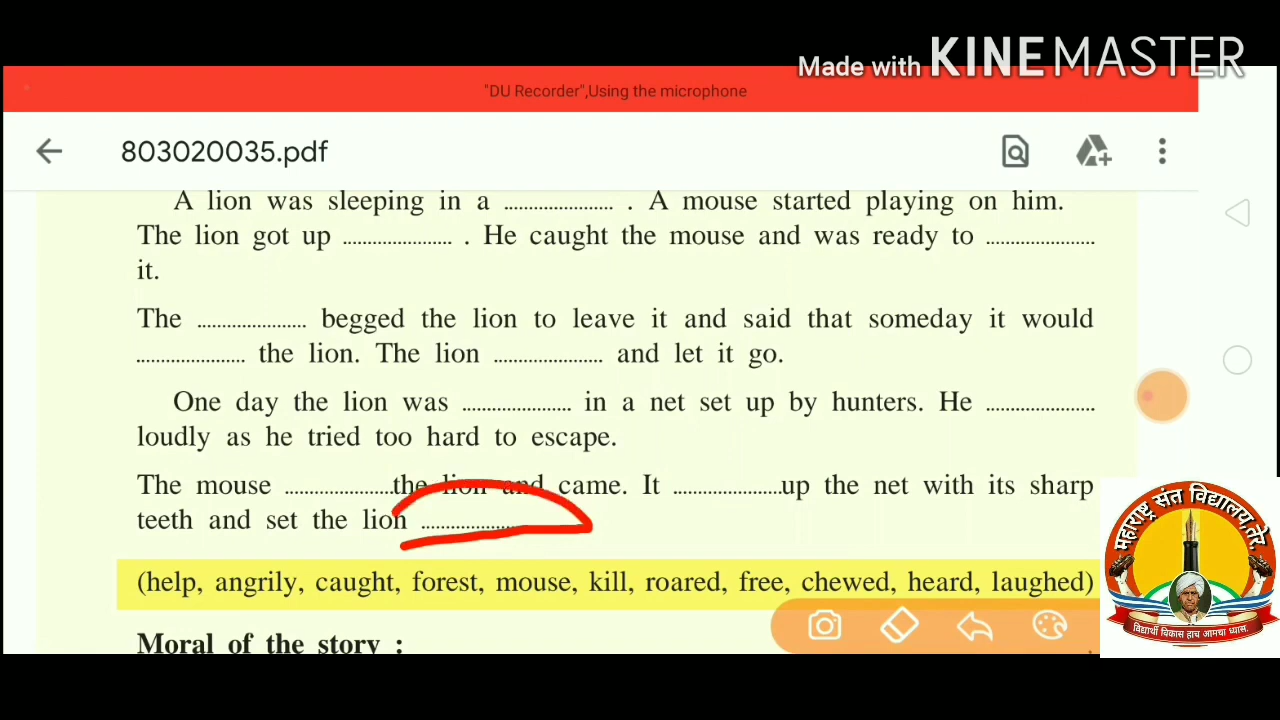 Made with KINEMASTER
"DU Recorder",Using the microphone
803020035.pdf
A lion was sleeping in a ...................... . A mouse started playing on him.
The lion got up ...................... . He caught the mouse and was ready to ......................
it.
The ...................... begged the lion to leave it and said that someday it would
...................... the lion. The lion ...................... and let it go.
One day the lion was ...................... in a net set up by hunters. He ......................
loudly as he tried too hard to escape.
The mouse ......................the lion and came. It ......................up the net with its sharp
teeth and set the lion ......................
(help, angrily, caught, forest, mouse, kill, roared, free, chewed, heard, laughed)
Moral of the story :
महाराष्ट्र संत विद्यालय,तेर.
विद्यार्थी विकास हाच आमचा ध्यास.